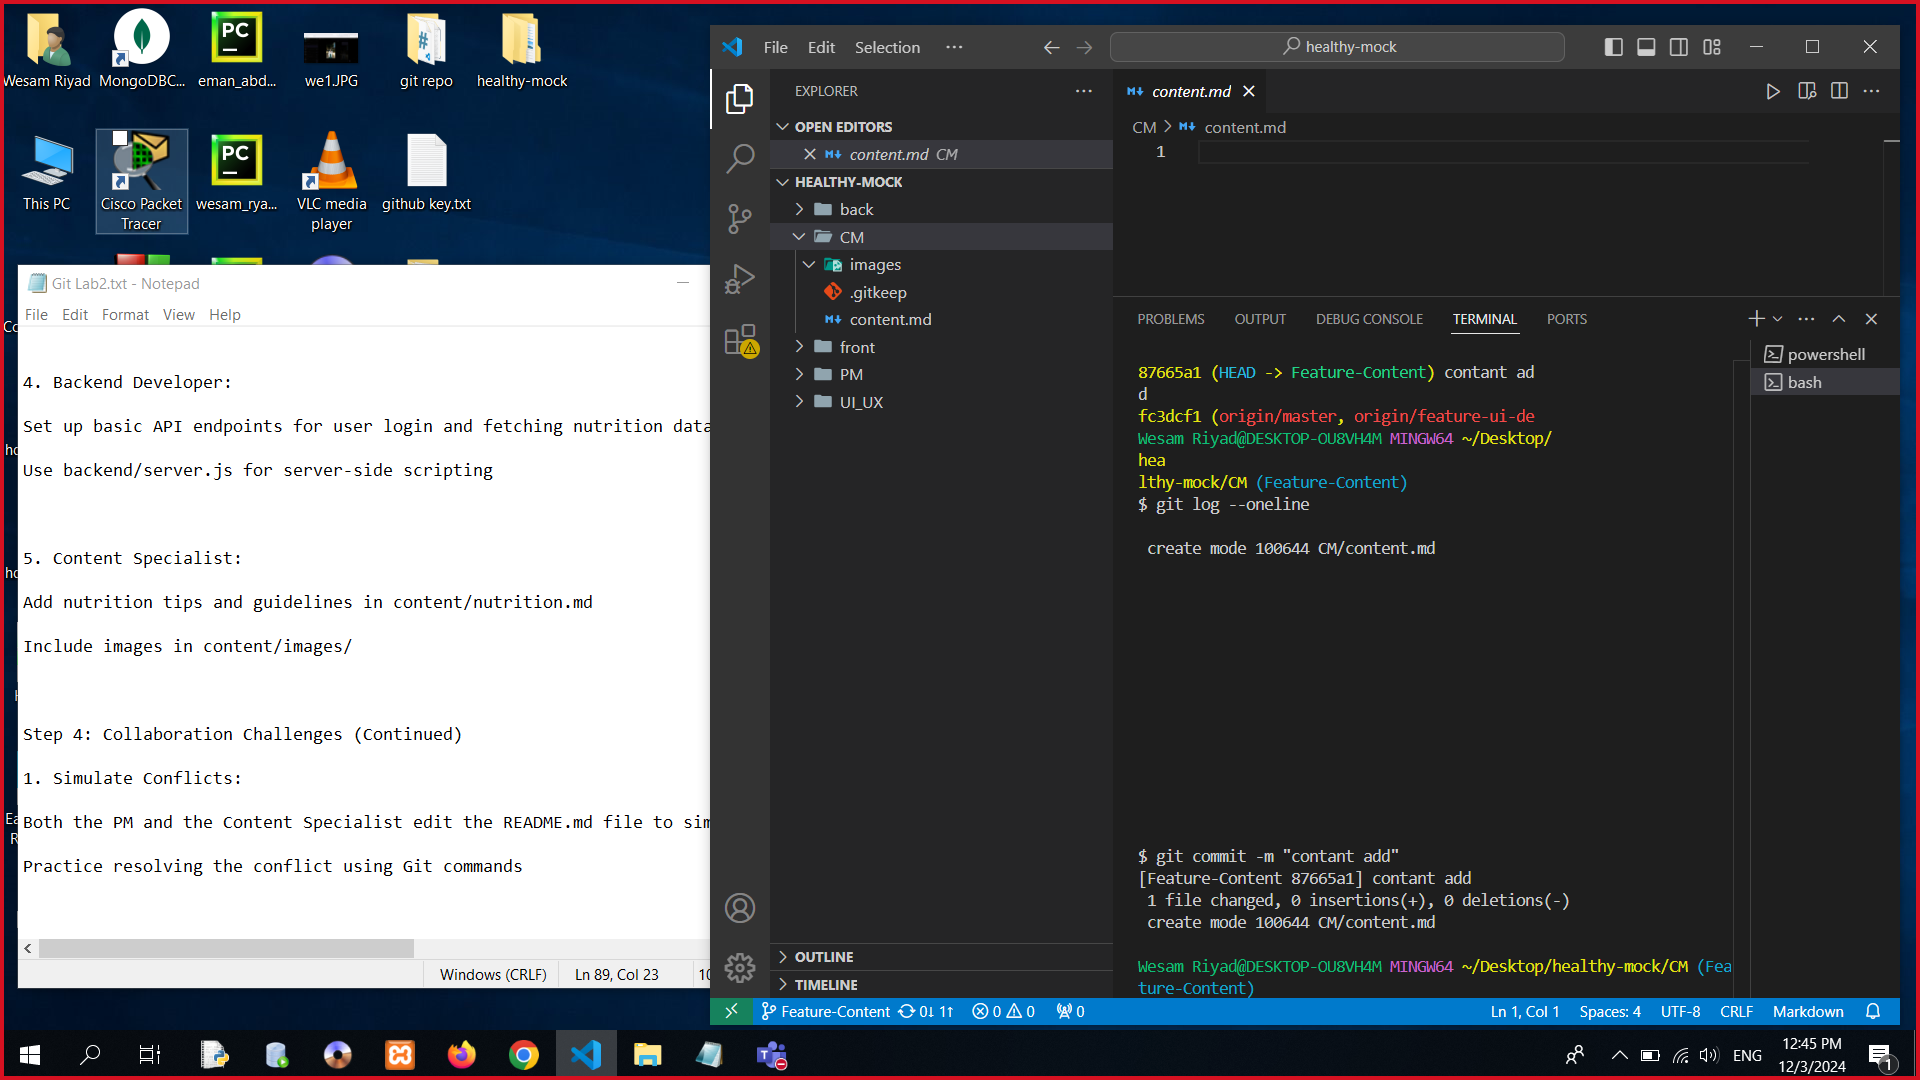 Wesam Riyad
MongoDBC...
eman_abd...
we1.JPG
git repo
healthy-mock
This PC
Cisco Packet
Tracer
wesam_rya...
VLC media
player
github key.txt
Git Lab2.txt - Notepad
File Edit Format View Help
4. Backend Developer:
Set up basic API endpoints for user login and fetching nutrition data
Use backend/server.js for server-side scripting
5. Content Specialist:
Add nutrition tips and guidelines in content/nutrition.md
Include images in content/images/
Step 4: Collaboration Challenges (Continued)
1. Simulate Conflicts:
Both the PM and the Content Specialist edit the README.md file to sim
Practice resolving the conflict using Git commands
Windows (CRLF) Ln 89, Col 23 10
File Edit Selection ···
healthy-mock
EXPLORER
OPEN EDITORS
content.md CM
HEALTHY-MOCK
back
CM
images
.gitkeep
content.md
front
PM
UI_UX
OUTLINE
TIMELINE
content.md
CM > content.md
1
PROBLEMS OUTPUT DEBUG CONSOLE TERMINAL PORTS
powershell
bash
87665a1 (HEAD -> Feature-Content) contant ad
d
fc3dcf1 (origin/master, origin/feature-ui-de
Wesam Riyad@DESKTOP-OU8VH4M MINGW64 ~/Desktop/
hea
lthy-mock/CM (Feature-Content)
$ git log --oneline
create mode 100644 CM/content.md
$ git commit -m "contant add"
[Feature-Content 87665a1] contant add
1 file changed, 0 insertions(+), 0 deletions(-)
create mode 100644 CM/content.md
Wesam Riyad@DESKTOP-OU8VH4M MINGW64 ~/Desktop/healthy-mock/CM (Fea
ture-Content)
Feature-Content 0↓ 1↑ 0 0 0
Ln 1, Col 1 Spaces: 4 UTF-8 CRLF Markdown
ENG
12:45 PM
12/3/2024
1